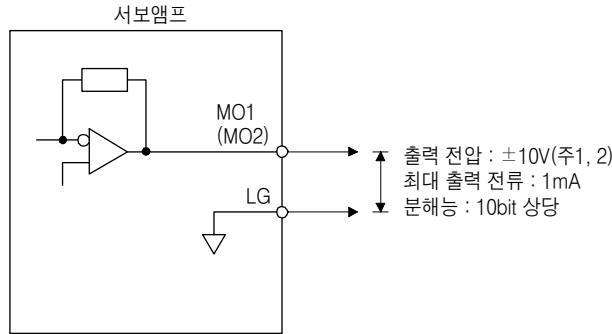 서보앰프
MO1
(MO2)
LG
출력 전압 : ±10V(주1, 2)
최대 출력 전류 : 1mA
분해능 : 10bit 상당